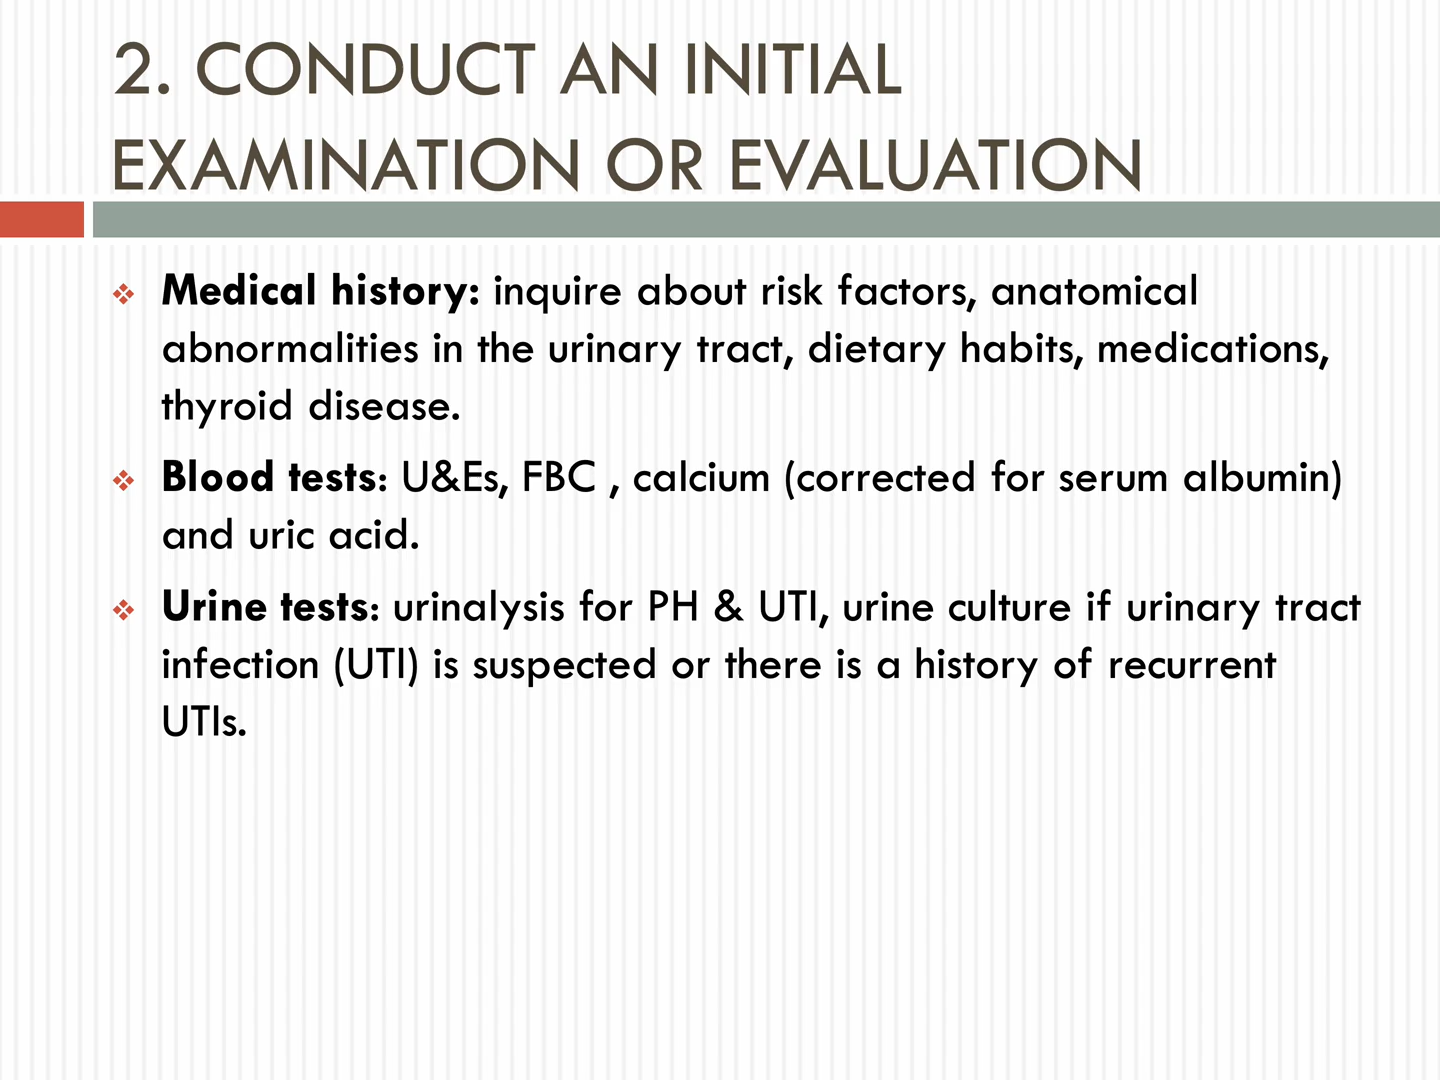 2. CONDUCT AN INITIAL
EXAMINATION OR EVALUATION
Medical history: inquire about risk factors, anatomical
abnormalities in the urinary tract, dietary habits, medications,
thyroid disease.
Blood tests: U&Es, FBC , calcium (corrected for serum albumin)
and uric acid.
Urine tests: urinalysis for PH & UTI, urine culture if urinary tract
infection (UTI) is suspected or there is a history of recurrent
UTIs.